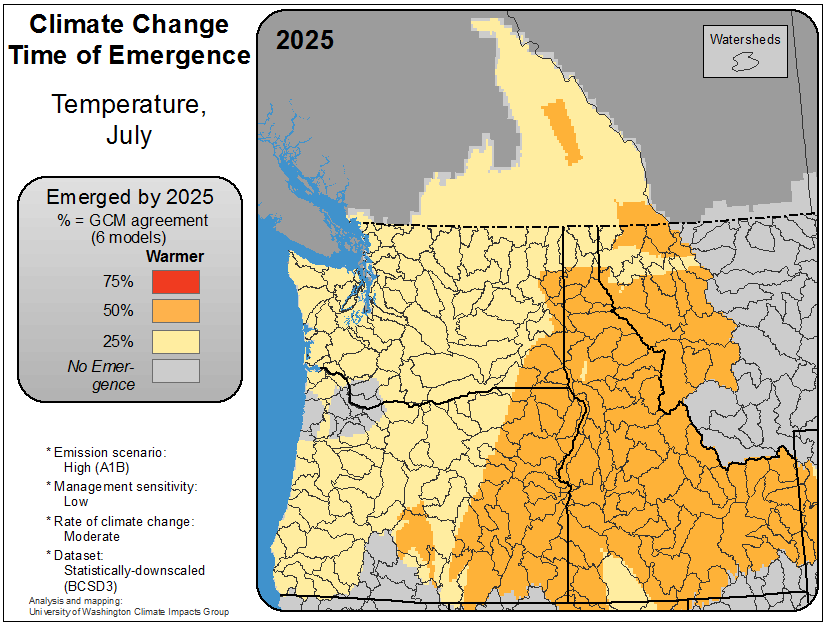 Climate Change
Time of Emergence
Temperature,
July
Emerged by 2025
% = GCM agreement
(6 models)
Warmer
75%
50%
25%
No Emer-
gence
* Emission scenario:
High (A1B)
* Management sensitivity:
Low
* Rate of climate change:
Moderate
* Dataset:
Statistically-downscaled
(BCSD3)
Analysis and mapping:
University of Washington Climate Impacts Group
2025
Watersheds